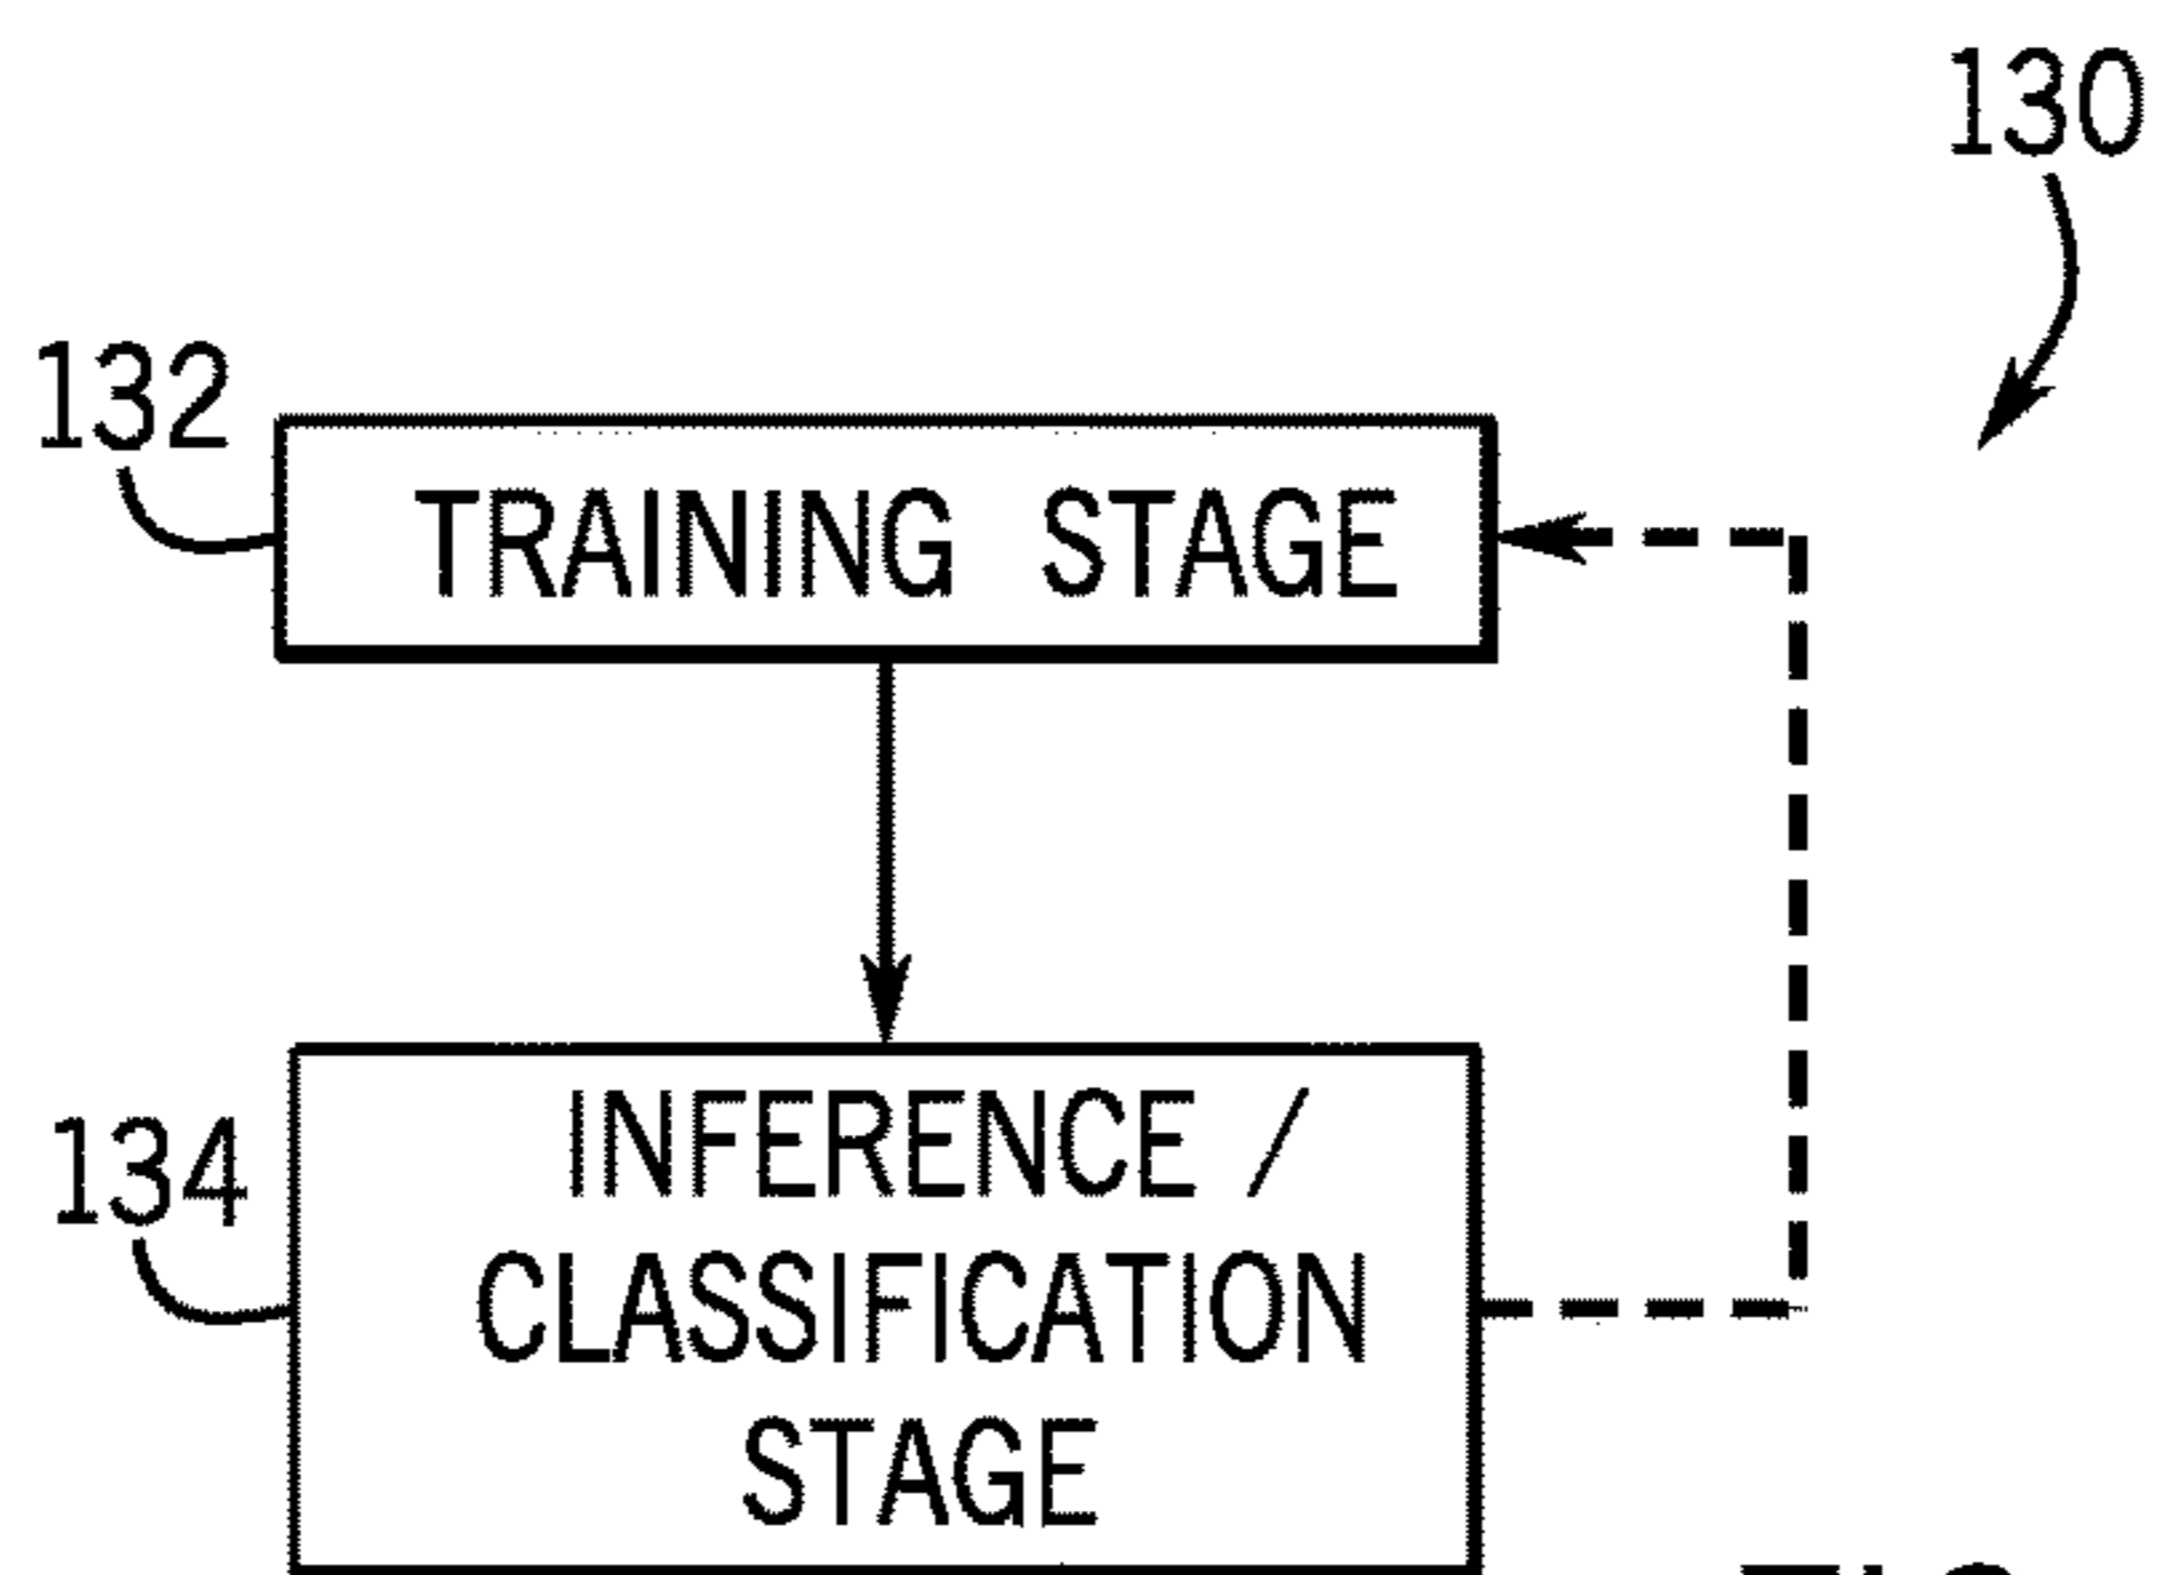 130
132
TRAINING STAGE
134
INFERENCE /
CLASSIFICATION
STAGE